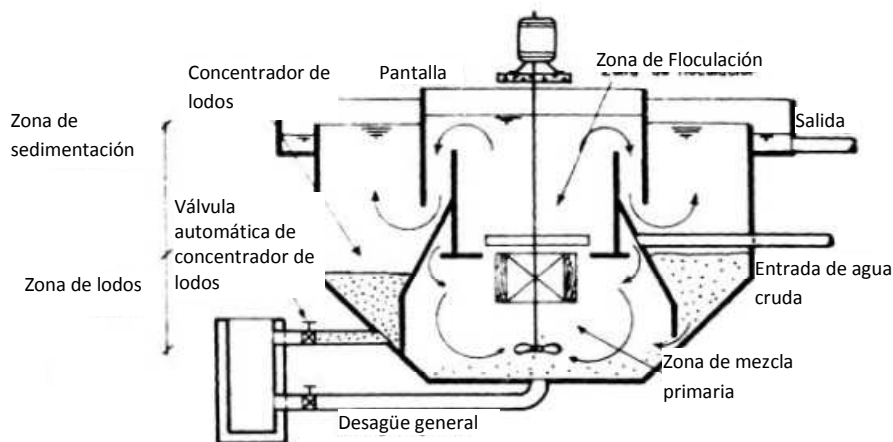 Concentrador de
lodos
Pantalla
Zona de Floculación
Zona de
sedimentación
Salida
Válvula
automática de
concentrador de
lodos
Zona de lodos
Entrada de agua
cruda
Zona de mezcla
primaria
Desagüe general